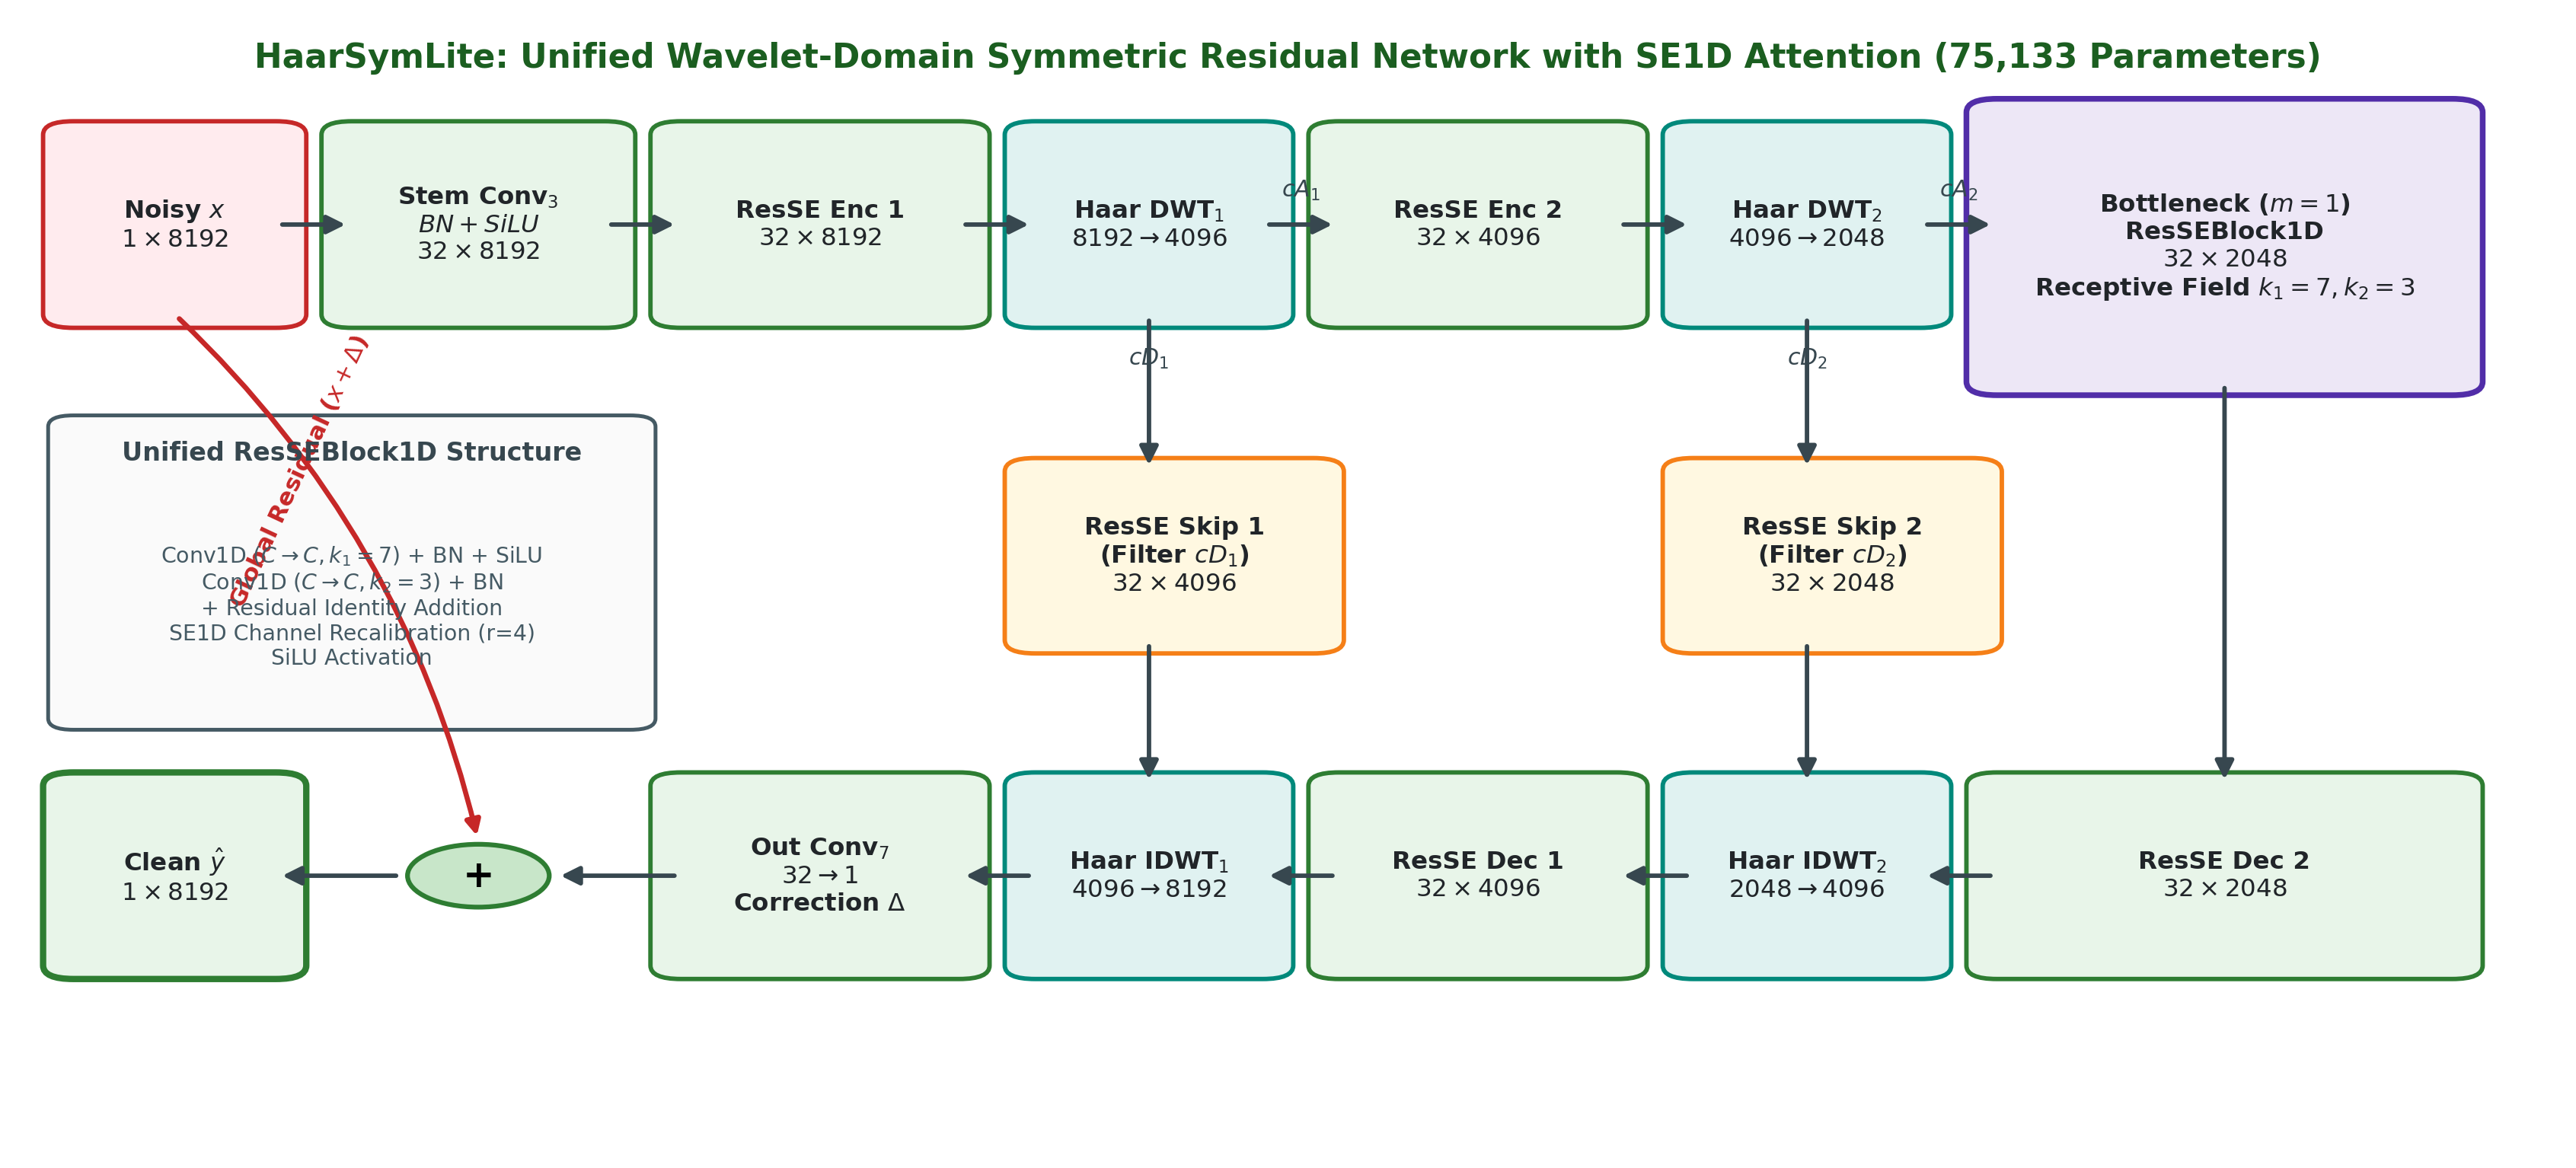 HaarSymLite: Unified Wavelet-Domain Symmetric Residual Network with SE1D Attention (75,133 Parameters)
Noisy x
1 × 8192
Stem Conv₃
BN + SiLU
32 × 8192
ResSE Enc 1
32 × 8192
Haar DWT₁
8192 → 4096
cA₁
ResSE Enc 2
32 × 4096
Haar DWT₂
4096 → 2048
cA₂
Bottleneck (m = 1)
ResSEBlock1D
32 × 2048
Receptive Field k₁ = 7, k₂ = 3
cD₁
cD₂
Global Residual (x + Δ)
Unified ResSEBlock1D Structure
Conv1D (C → C, k₁ = 7) + BN + SiLU
Conv1D (C → C, k₂ = 3) + BN
+ Residual Identity Addition
SE1D Channel Recalibration (r=4)
SiLU Activation
ResSE Skip 1
(Filter cD₁)
32 × 4096
ResSE Skip 2
(Filter cD₂)
32 × 2048
Clean ŷ
1 × 8192
+
Out Conv₇
32 → 1
Correction Δ
Haar IDWT₁
4096 → 8192
ResSE Dec 1
32 × 4096
Haar IDWT₂
2048 → 4096
ResSE Dec 2
32 × 2048